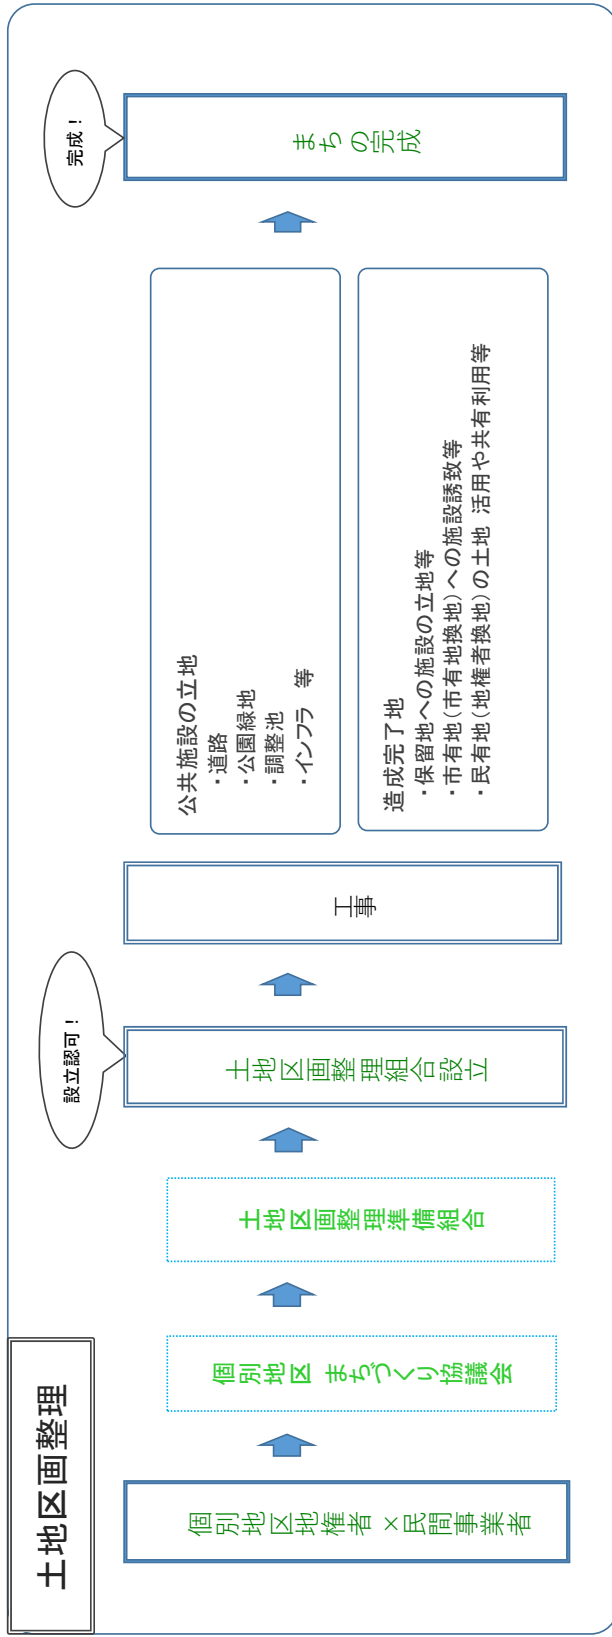 土地区画整理
個別地区地権者×民間事業者
個別地区 まちづくり協議会
土地区画整理準備組合
設立認可！
土地区画整理組合設立
工事
公共施設の立地
・道路
・公園緑地
・調整池
・インフラ 等
造成完了地
・保留地への施設の立地等
・市有地（市有地換地）への施設誘致等
・民有地（地権者換地）の土地 活用や共有利用等
完成！
まちの完成